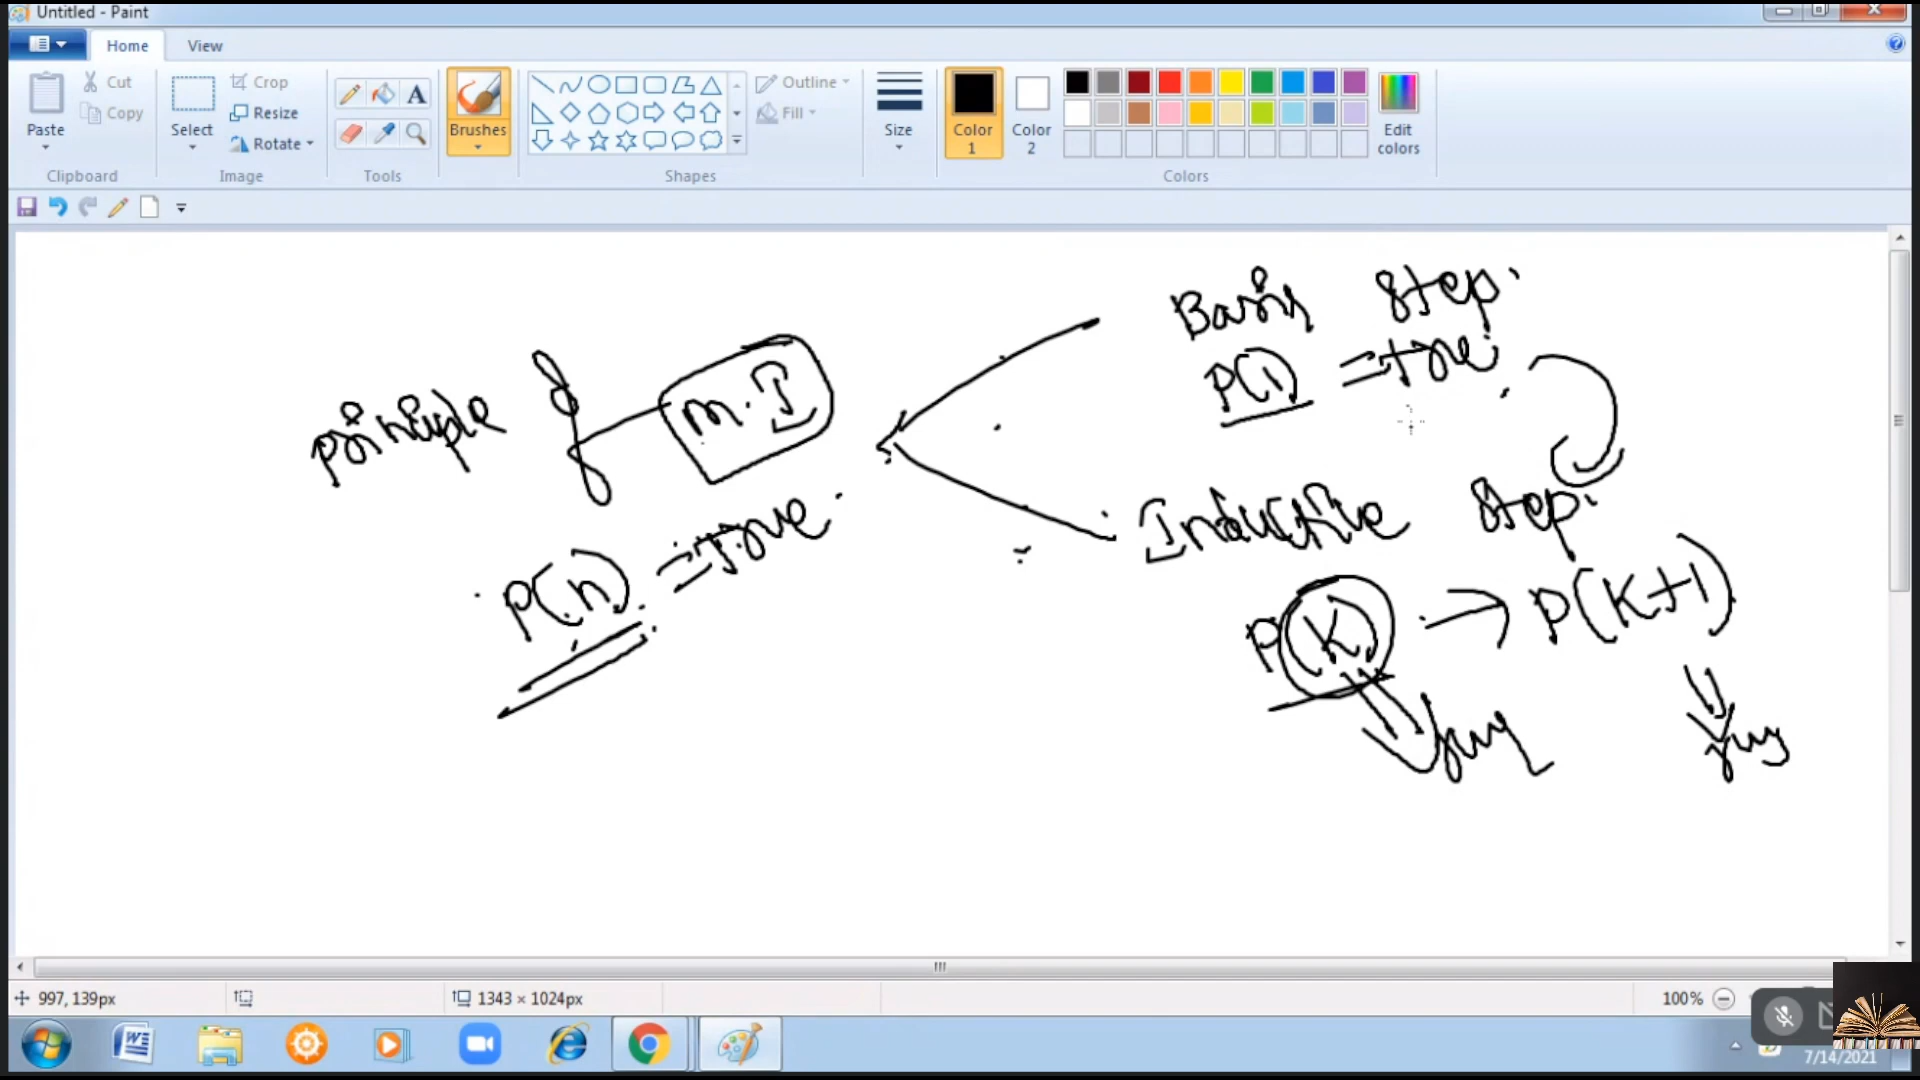 Untitled - Paint
Home View
Paste
Cut
Copy
Clipboard
Select
Crop
Resize
Rotate
Image
Tools
Brushes
Shapes
Outline
Fill
Size
Color 1
Color 2
Edit colors
Colors
principle of M.I
P(n) = True
Basis Step:
P(1) = True
Inductive Step:
P(K) → P(K+1)
997, 139px
1343 × 1024px
100%
7/14/2021